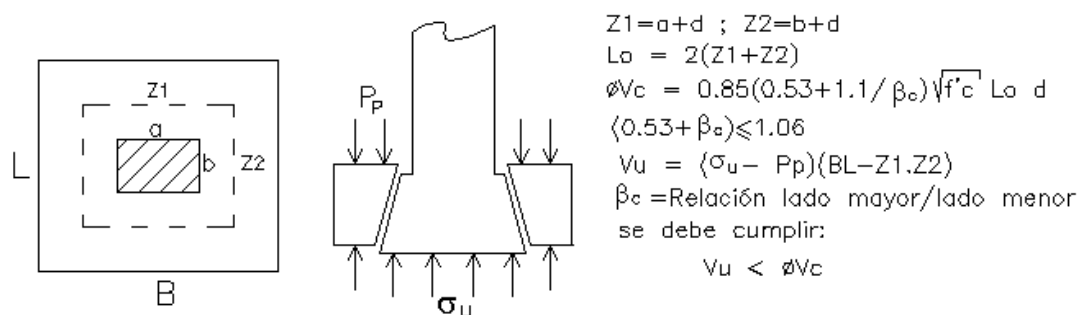 Z1
a
b
Z2
L
B
Pp
σu
Z1=a+d ; Z2=b+d
Lo = 2(Z1+Z2)
øVc = 0.85(0.53+1.1/βc)√f'c Lo d
(0.53+βc)≤1.06
Vu = (σu– Pp)(BL–Z1.Z2)
βc =Relación lado mayor/lado menor
se debe cumplir:
Vu < øVc